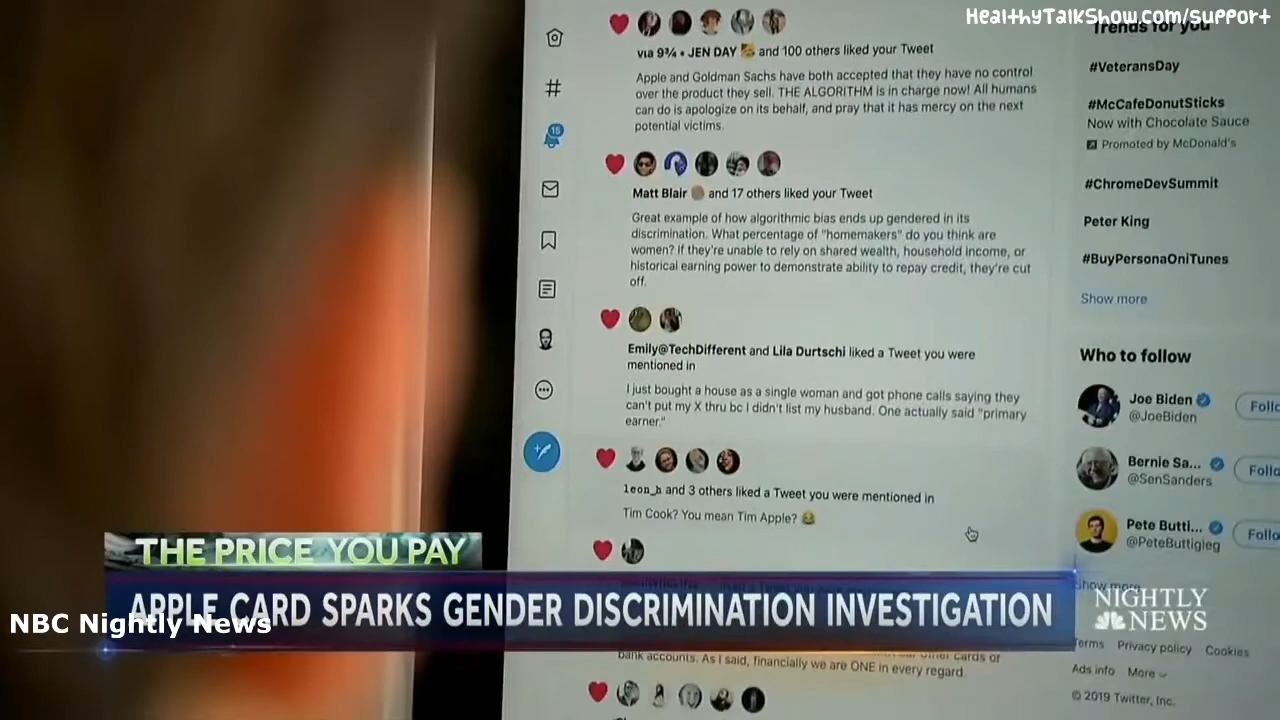 HealthyTalkShow.com/support
via 9¾ • JEN DAY 🥰 and 100 others liked your Tweet
Apple and Goldman Sachs have both accepted that they have no control
over the product they sell. THE ALGORITHM is in charge now! All humans
can do is apologize on its behalf, and pray that it has mercy on the next
potential victims.
Matt Blair and 17 others liked your Tweet
Great example of how algorithmic bias ends up gendered in its
discrimination. What percentage of "homemakers" do you think are
women? If they're unable to rely on shared wealth, household income, or
historical earning power to demonstrate ability to repay credit, they're cut
off.
Emily@TechDifferent and Lila Durtschi liked a Tweet you were
mentioned in
I just bought a house as a single woman and got phone calls saying they
can't put my X thru bc I didn't list my husband. One actually said "primary
earner."
leon_h and 3 others liked a Tweet you were mentioned in
Tim Cook? You mean Tim Apple? 😂
bank accounts. As I said, financially we are ONE in every regard.
15
Trends for you
#VeteransDay
#McCafeDonutSticks
Now with Chocolate Sauce
Promoted by McDonald's
#ChromeDevSummit
Peter King
#BuyPersonaOniTunes
Show more
Who to follow
Joe Biden
@JoeBiden
Follo
Bernie Sa...
@SenSanders
Follo
Pete Butti...
@PeteButtigieg
Follo
Show more
Terms Privacy policy Cookies
Ads info More
© 2019 Twitter, Inc.
THE PRICE YOU PAY
APPLE CARD SPARKS GENDER DISCRIMINATION INVESTIGATION
NBC Nightly News
NIGHTLY
NEWS